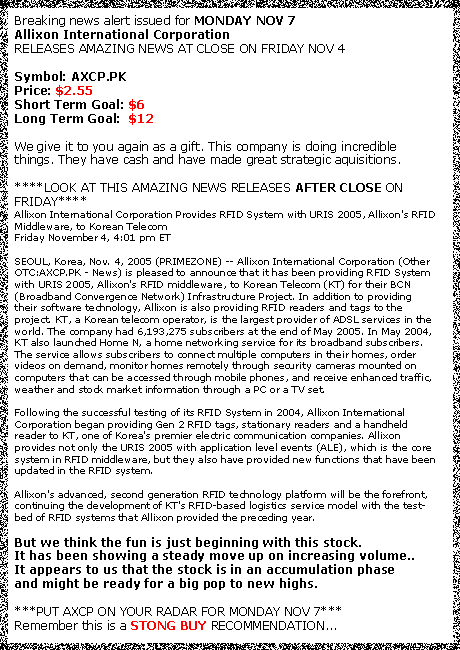 Breaking news alert issued for MONDAY NOV 7
Allixon International Corporation
RELEASES AMAZING NEWS AT CLOSE ON FRIDAY NOV 4
Symbol: AXCP.PK
Price: $2.55
Short Term Goal: $6
Long Term Goal: $12
We give it to you again as a gift. This company is doing incredible
things. They have cash and have made great strategic aquisitions.
****LOOK AT THIS AMAZING NEWS RELEASES AFTER CLOSE ON
FRIDAY****
Allixon International Corporation Provides RFID System with URIS 2005, Allixon's RFID
Middleware, to Korean Telecom
Friday November 4, 4:01 pm ET
SEOUL, Korea, Nov. 4, 2005 (PRIMEZONE) -- Allixon International Corporation (Other
OTC:AXCP.PK - News) is pleased to announce that it has been providing RFID System
with URIS 2005, Allixon's RFID middleware, to Korean Telecom (KT) for their BCN
(Broadband Convergence Network) Infrastructure Project. In addition to providing
their software technology, Allixon is also providing RFID readers and tags to the
project. KT, a Korean telecom operator, is the largest provider of ADSL services in the
world. The company had 6,193,275 subscribers at the end of May 2005. In May 2004,
KT also launched Home N, a home networking service for its broadband subscribers.
The service allows subscribers to connect multiple computers in their homes, order
videos on demand, monitor homes remotely through security cameras mounted on
computers that can be accessed through mobile phones, and receive enhanced traffic,
weather and stock market information through a PC or a TV set.
Following the successful testing of its RFID System in 2004, Allixon International
Corporation began providing Gen 2 RFID tags, stationary readers and a handheld
reader to KT, one of Korea's premier electric communication companies. Allixon
provides not only the URIS 2005 with application level events (ALE), which is the core
system in RFID middleware, but they also have provided new functions that have been
updated in the RFID system.
Allixon's advanced, second generation RFID technology platform will be the forefront,
continuing the development of KT's RFID-based logistics service model with the test-
bed of RFID systems that Allixon provided the preceding year.
But we think the fun is just beginning with this stock.
It has been showing a steady move up on increasing volume..
It appears to us that the stock is in an accumulation phase
and might be ready for a big pop to new highs.
***PUT AXCP ON YOUR RADAR FOR MONDAY NOV 7***
Remember this is a STONG BUY RECOMMENDATION...